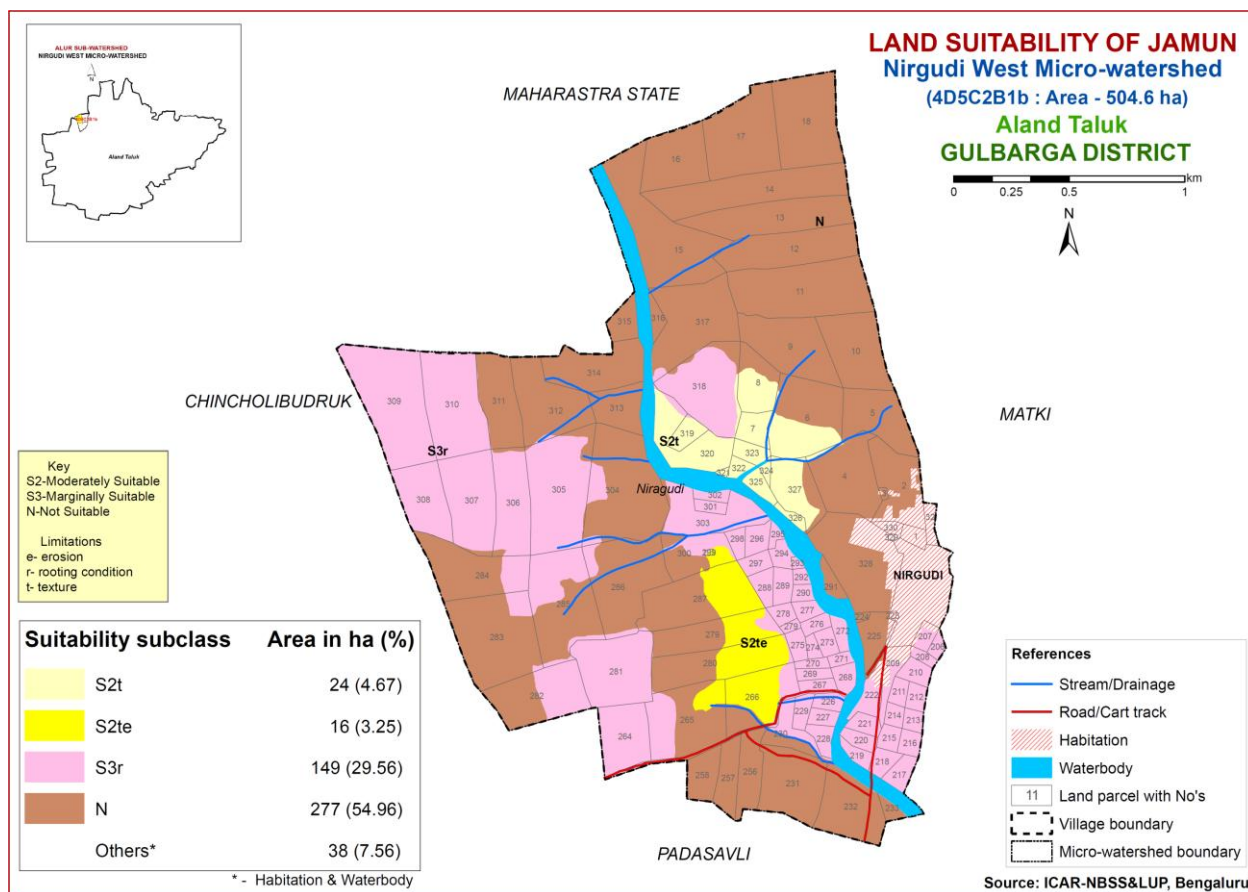 ALUR SUB-WATERSHED
NIRGUDI WEST MICRO-WATERSHED
N
Aland Taluk
LAND SUITABILITY OF JAMUN
Nirgudi West Micro-watershed
(4D5C2B1b : Area - 504.6 ha)
Aland Taluk
GULBARGA DISTRICT
km
0 0.25 0.5 1
N
MAHARASTRA STATE
CHINCHOLIBUDRUK
MATKI
PADASAVLI
18
17
16
14
13
N
12
15
11
315 316 317
9 10
314
309 310 311 312 313
318 8
6 5
7
S3r
S2t 319
320 323
322 324
321 325
4 2
327
326
308 307 306 305 304
Niragudi
302
301
303
32
330
329 1
328
NIRGUDI
300 299 298 296 295
297 294
293
292
288 289 290 291
284 285 286 287
283
278 277
276 272
279
275 274 273
270 271
269 268
267
S2te
279
280
266
281
282
264 265
224 223
225
207
206
208
209 210
222 211 212
214 213
215 216
226
229 227
228
221
220
219 218
217
230
255 257 256 231 232 233
Key
S2-Moderately Suitable
S3-Marginally Suitable
N-Not Suitable
Limitations
e- erosion
r- rooting condition
t- texture
Suitability subclass Area in ha (%)
S2t 24 (4.67)
S2te 16 (3.25)
S3r 149 (29.56)
N 277 (54.96)
Others* 38 (7.56)
* - Habitation & Waterbody
References
Stream/Drainage
Road/Cart track
Habitation
Waterbody
11 Land parcel with No's
Village boundary
Micro-watershed boundary
Source: ICAR-NBSS&LUP, Bengaluru